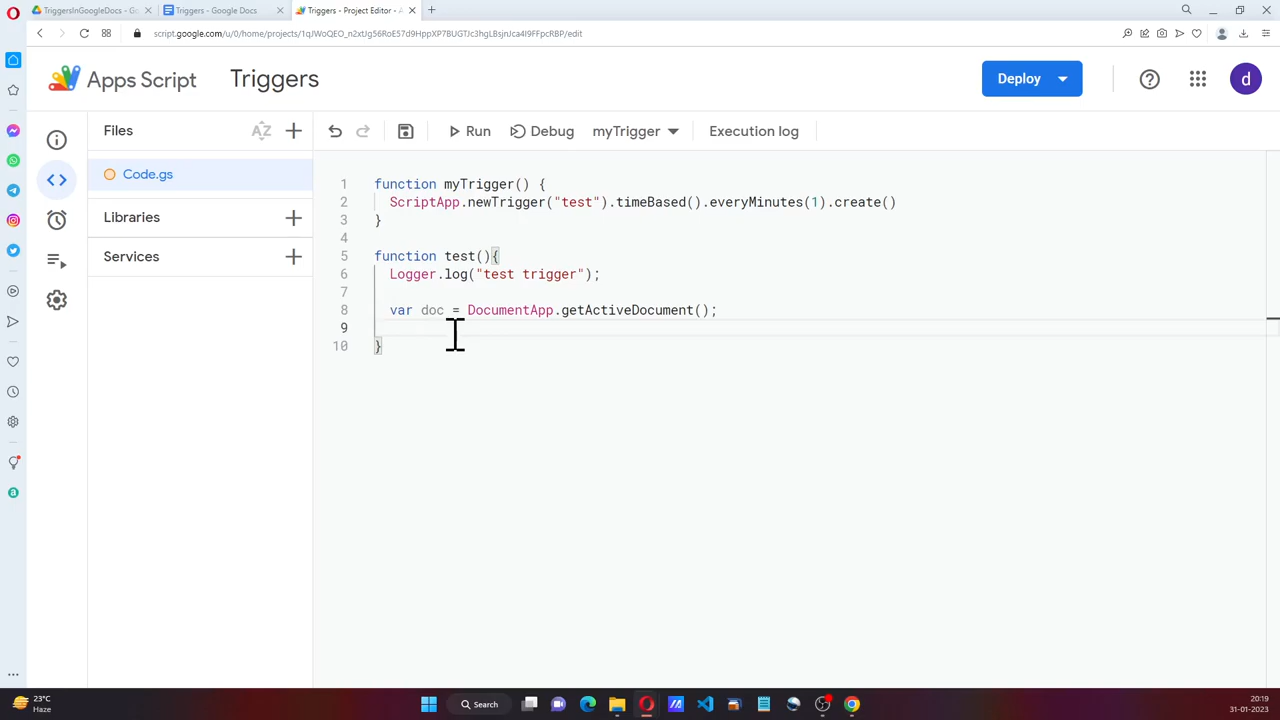 TriggersInGoogleDocs - Go
Triggers - Google Docs
Triggers - Project Editor - A
script.google.com/u/0/home/projects/1qJWoQEO_n2xtJg56RoE57d9HppXP7BUGTJc3hgLBsjnJca4I9FFpcRBP/edit
Apps Script
Triggers
Deploy
d
Files
AZ
Run
Debug
myTrigger
Execution log
Code.gs
Libraries
Services
1 function myTrigger() {
2 ScriptApp.newTrigger("test").timeBased().everyMinutes(1).create()
3 }
4
5 function test(){
6 Logger.log("test trigger");
7
8 var doc = DocumentApp.getActiveDocument();
9
10 }
23°C
Haze
Search
20:19
31-01-2023